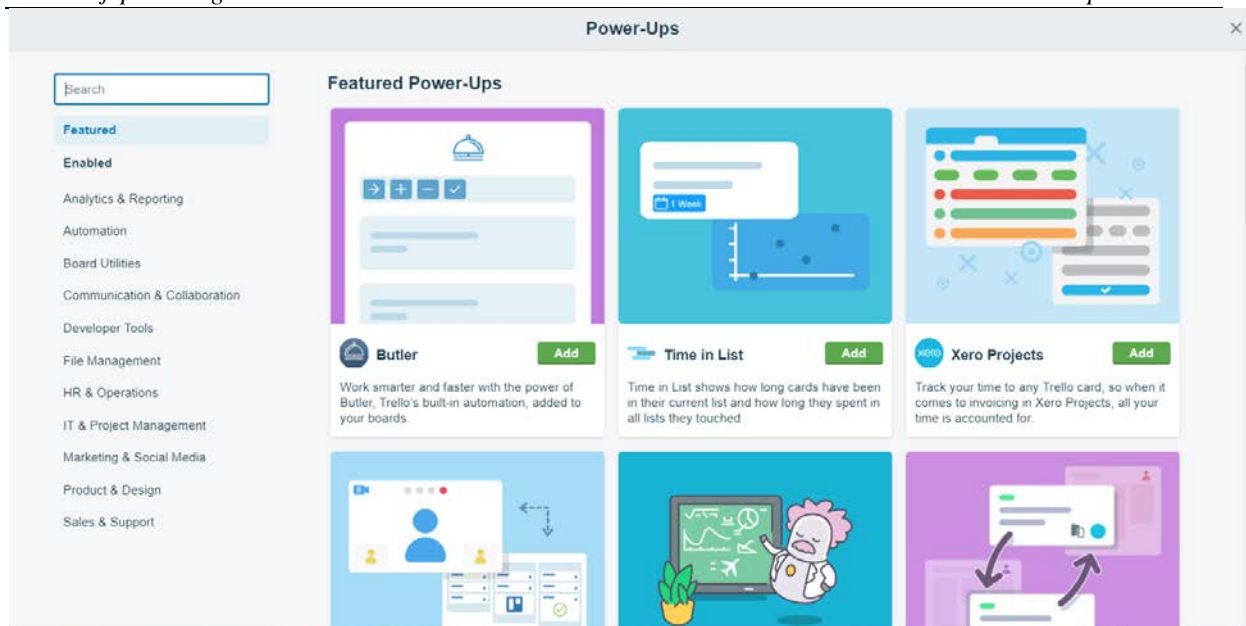 Power-Ups
Search
Featured
Enabled
Analytics & Reporting
Automation
Board Utilities
Communication & Collaboration
Developer Tools
File Management
HR & Operations
IT & Project Management
Marketing & Social Media
Product & Design
Sales & Support
Featured Power-Ups
1 Week
Butler
Add
Work smarter and faster with the power of
Butler, Trello's built-in automation, added to
your boards.
Time in List
Add
Time in List shows how long cards have been
in their current list and how long they spent in
all lists they touched
xero
Xero Projects
Add
Track your time to any Trello card, so when it
comes to invoicing in Xero Projects, all your
time is accounted for.